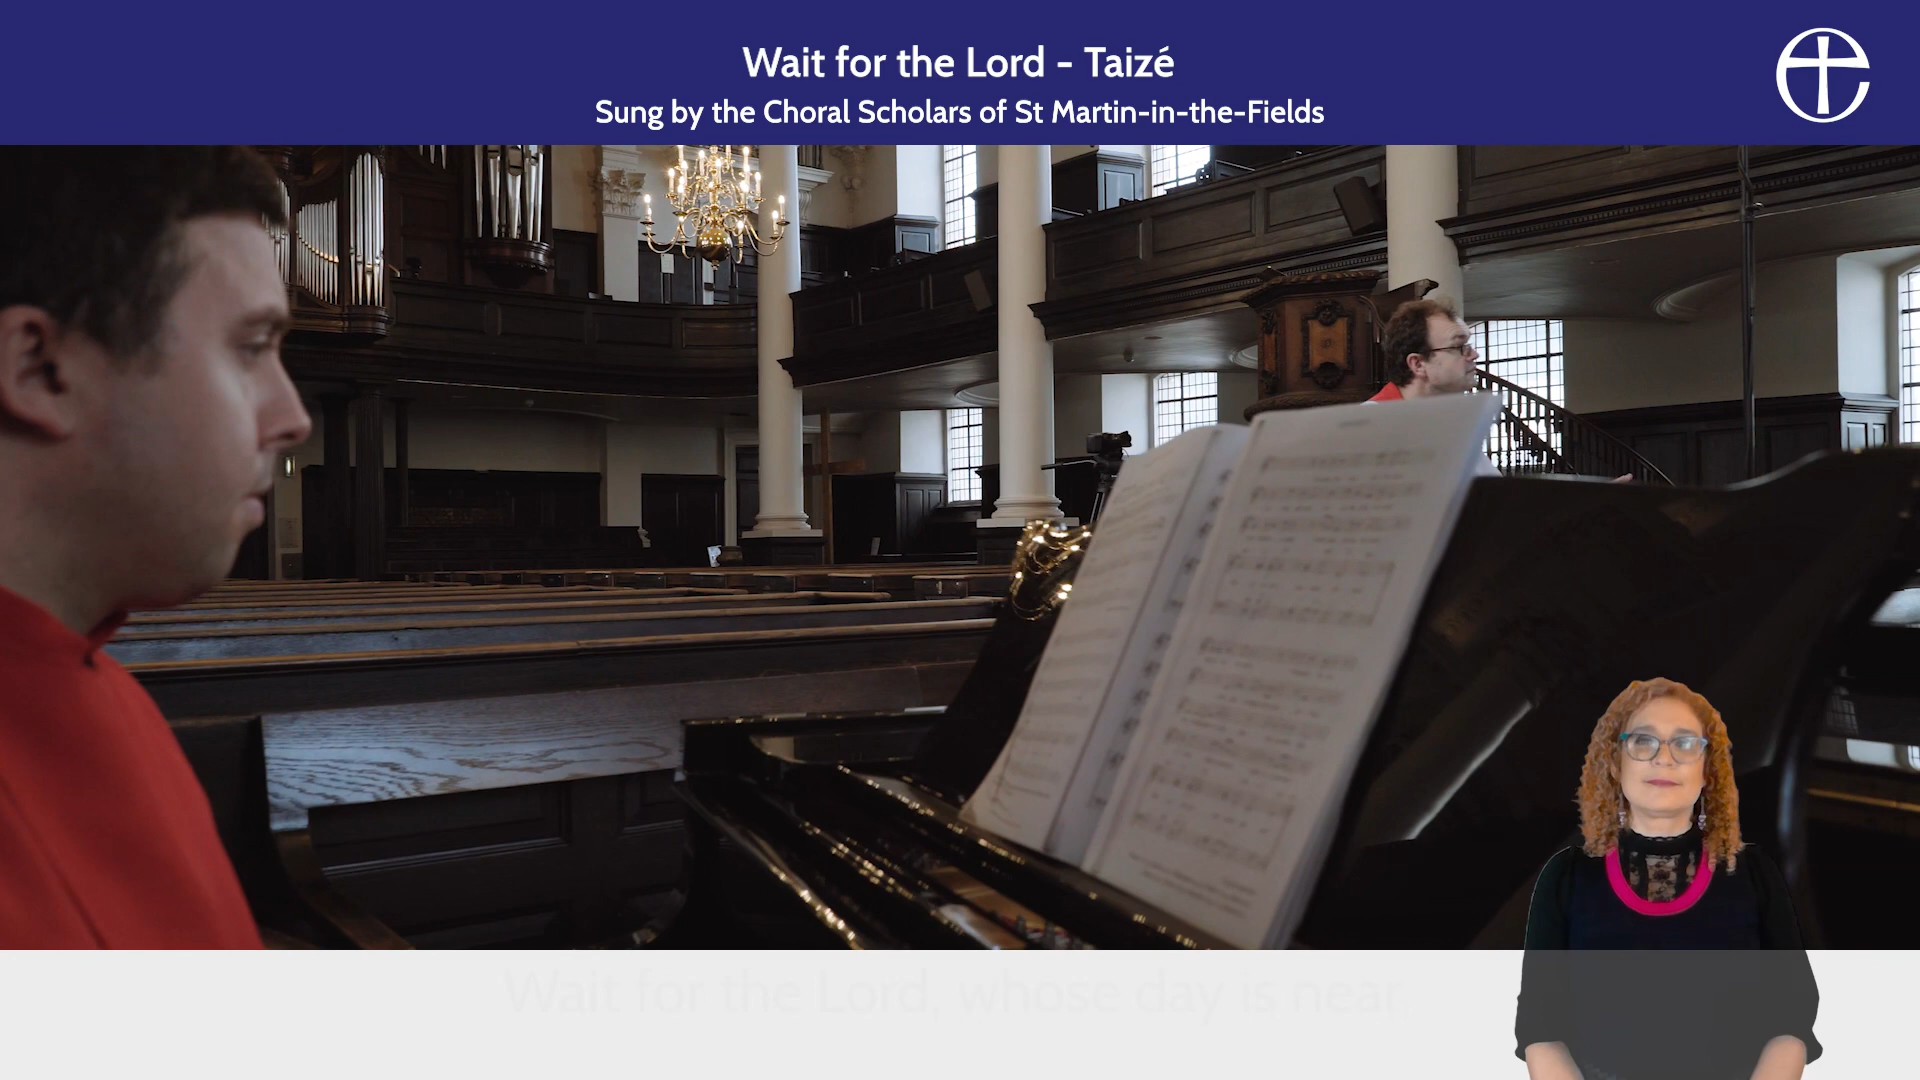 Wait for the Lord - Taizé
Sung by the Choral Scholars of St Martin-in-the-Fields
Wait for the Lord, whose day is near,